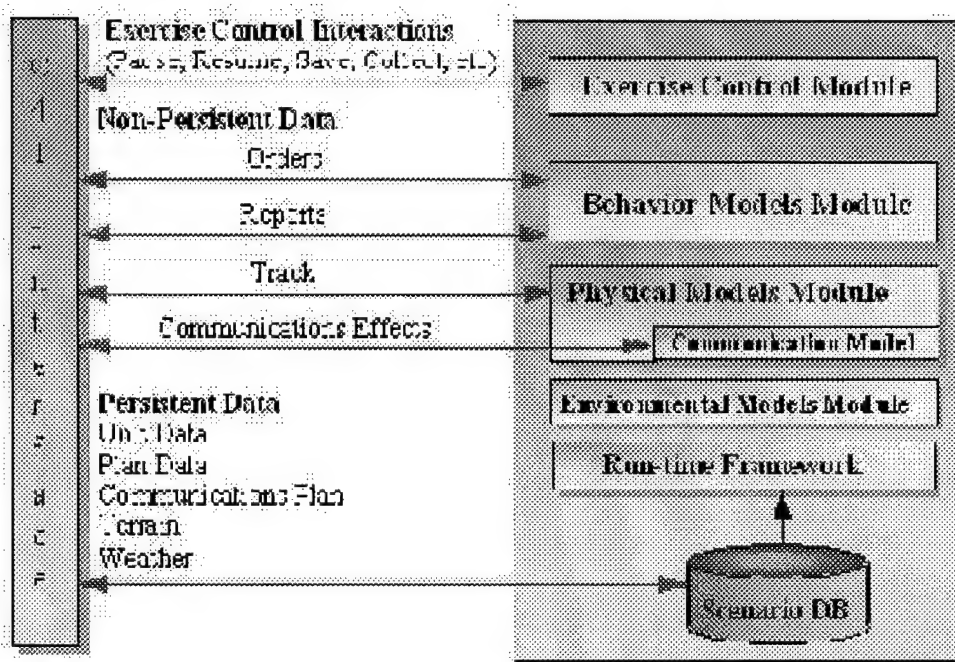 Exercise Control Interactions
(Pause, Resume, Save, Collect, etc.)
Non-Persistent Data
Orders
Reports
Track
Communications Effects
Persistent Data
Unit Data
Plan Data
Communications Plan
Terrain
Weather
Exercise Control Module
Behavior Models Module
Physical Models Module
Communication Model
Environmental Models Module
Run-time Framework
Scenario DB